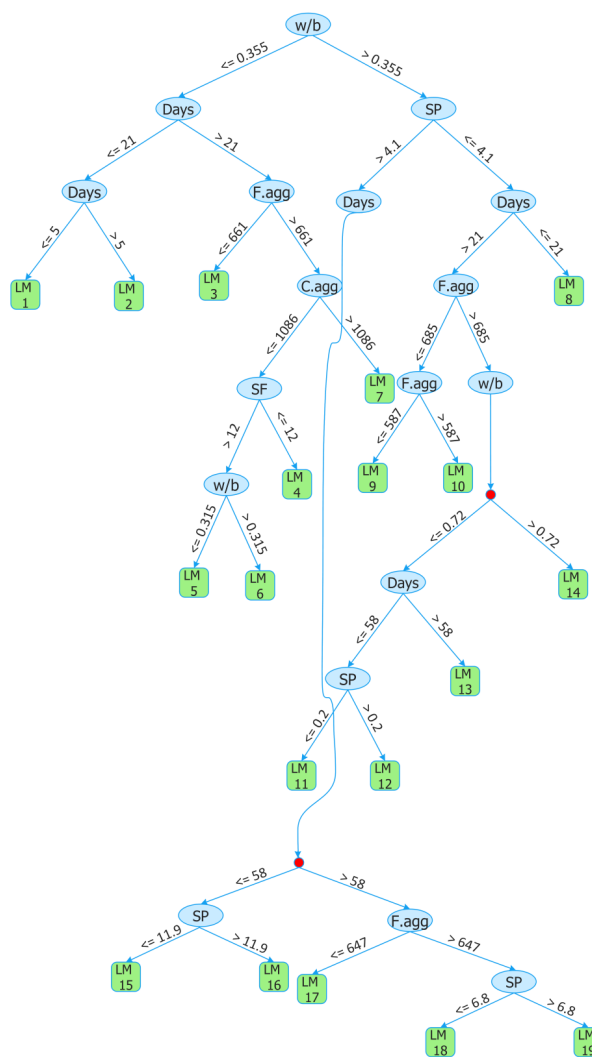 w/b
<= 0.355
> 0.355
Days
SP
<= 21
> 21
> 4.1
<= 4.1
Days
F.agg
Days
Days
<= 5
> 5
<= 661
> 661
> 21
<= 21
LM
1
LM
2
LM
3
C.agg
F.agg
LM
8
<= 1086
> 1086
<= 685
> 685
SF
LM
7
F.agg
w/b
> 12
<= 12
<= 587
> 587
w/b
LM
4
LM
9
LM
10
<= 0.315
> 0.315
<= 0.72
> 0.72
LM
5
LM
6
Days
LM
14
<= 58
> 58
SP
LM
13
<= 0.2
> 0.2
LM
11
LM
12
<= 58
> 58
SP
F.agg
<= 11.9
> 11.9
<= 647
> 647
LM
15
LM
16
LM
17
SP
<= 6.8
> 6.8
LM
18
LM
19